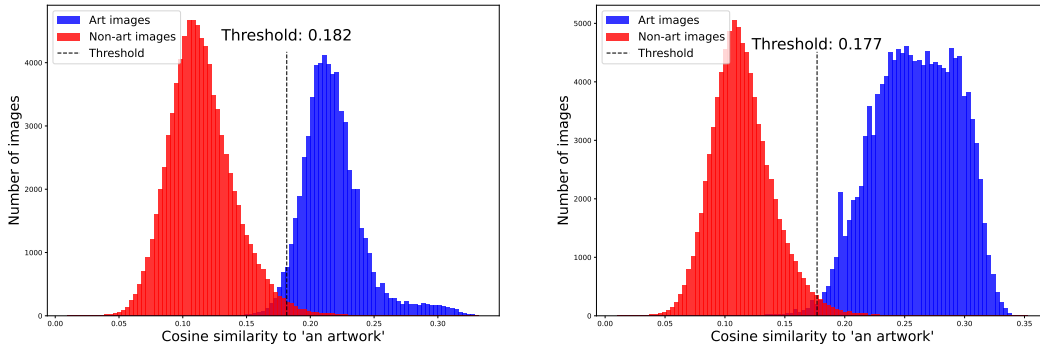 Art images
Non-art images
Threshold
Threshold: 0.182
Number of images
0
1000
2000
3000
4000
0.00 0.05 0.10 0.15 0.20 0.25 0.30
Cosine similarity to 'an artwork'
Art images
Non-art images
Threshold
Threshold: 0.177
Number of images
0
1000
2000
3000
4000
5000
0.00 0.05 0.10 0.15 0.20 0.25 0.30 0.35
Cosine similarity to 'an artwork'